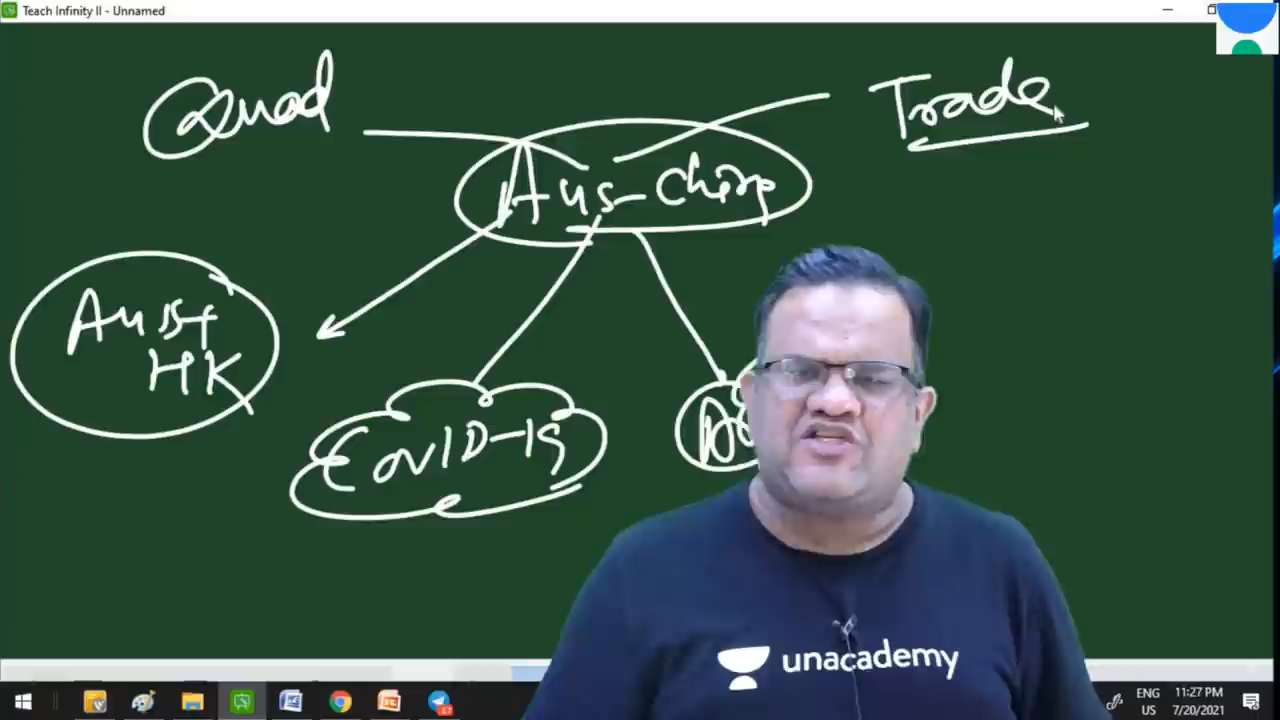 Teach Infinity II - Unnamed
Quad
Trade
Aus-China
Aust
HK
COVID-19
unacademy
ENG
US
11:27 PM
7/20/2021